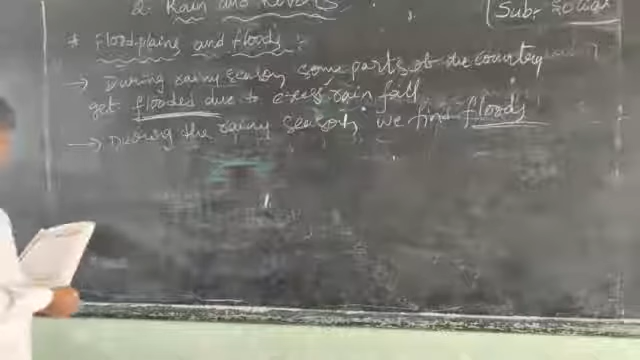 2. Rain and Rivers
(Sub:- Social
* Flood plains and floods :-
→ During rainy season some parts of the country
get flooded due to excess rain fall
→ During the rainy season, we find floods